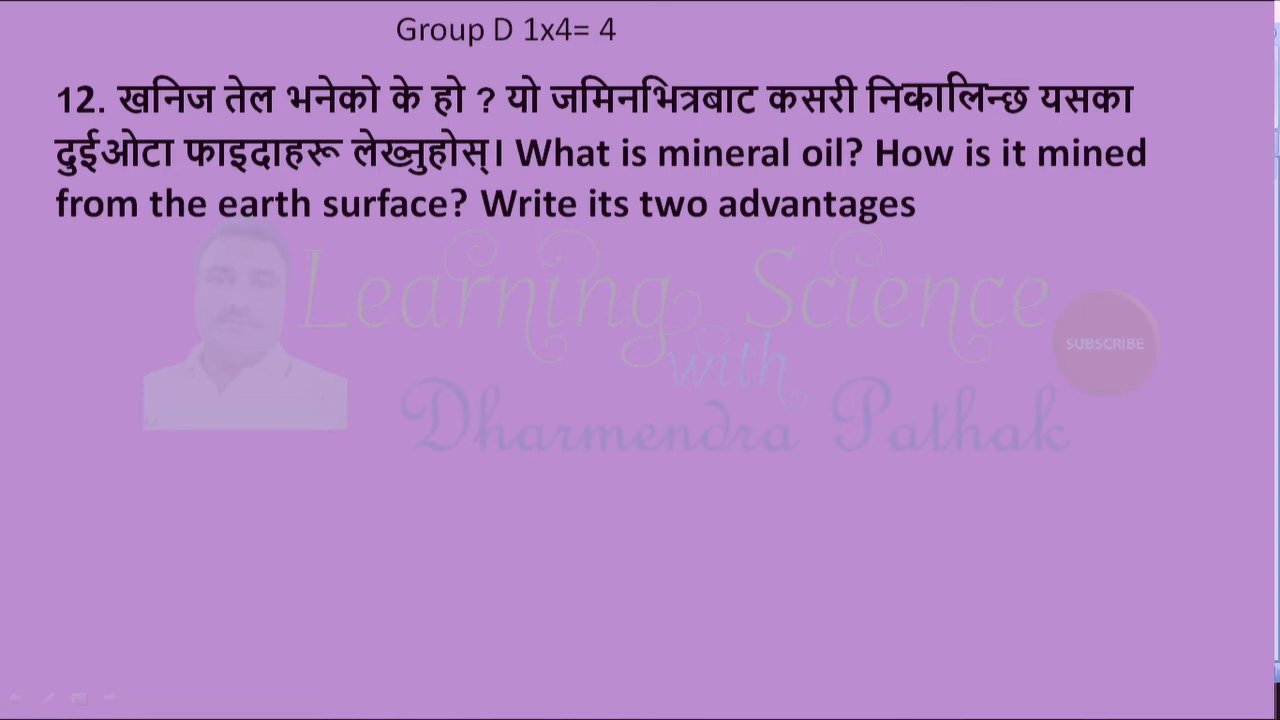 Group D 1x4= 4
12. खनिज तेल भनेको के हो ? यो जमिनभित्रबाट कसरी निकालिन्छ यसका
दुईओटा फाइदाहरू लेख्नुहोस्। What is mineral oil? How is it mined
from the earth surface? Write its two advantages
Learning Science
with
SUBSCRIBE
Dharmendra Pathak